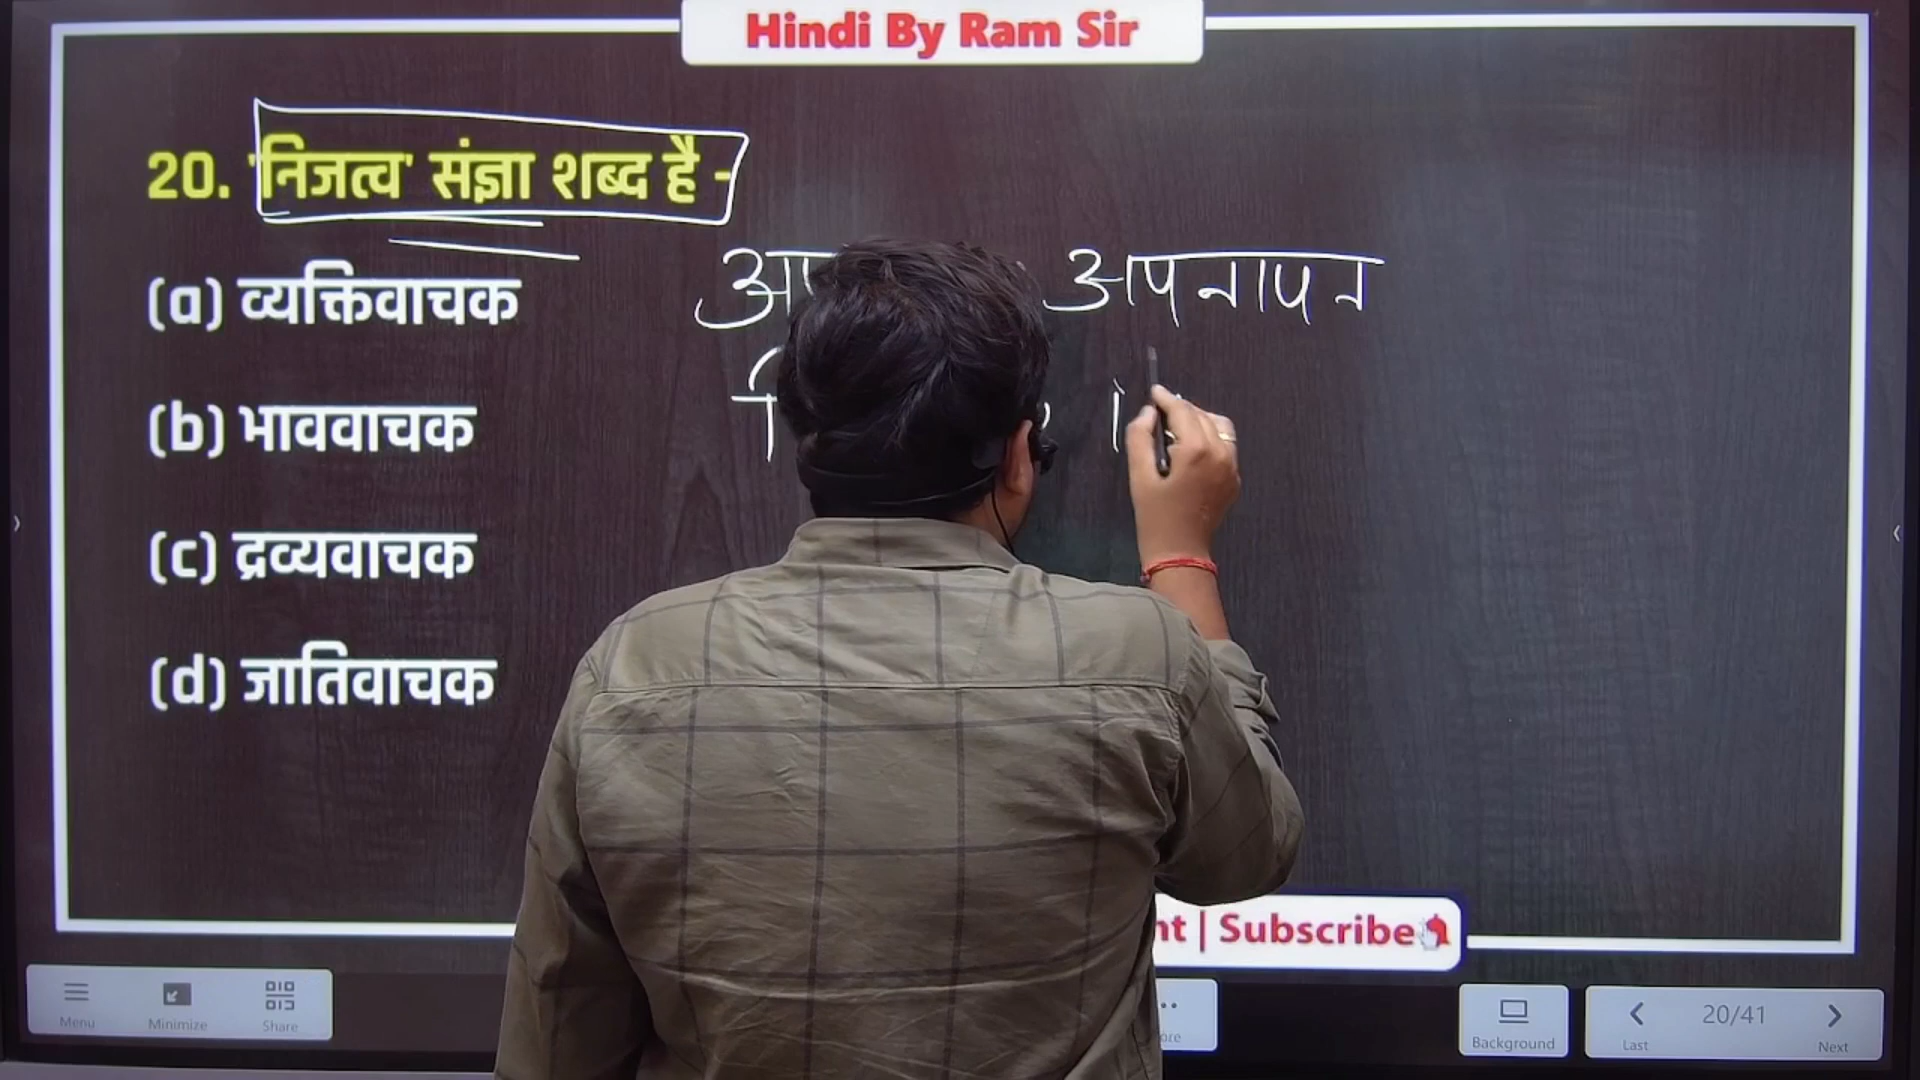 Hindi By Ram Sir
20. 'निजत्व' संज्ञा शब्द है -
(a) व्यक्तिवाचक
अपनापन
(b) भाववाचक
(c) द्रव्यवाचक
(d) जातिवाचक
| Subscribe
Menu
Minimize
Share
Background
Last
20/41
Next